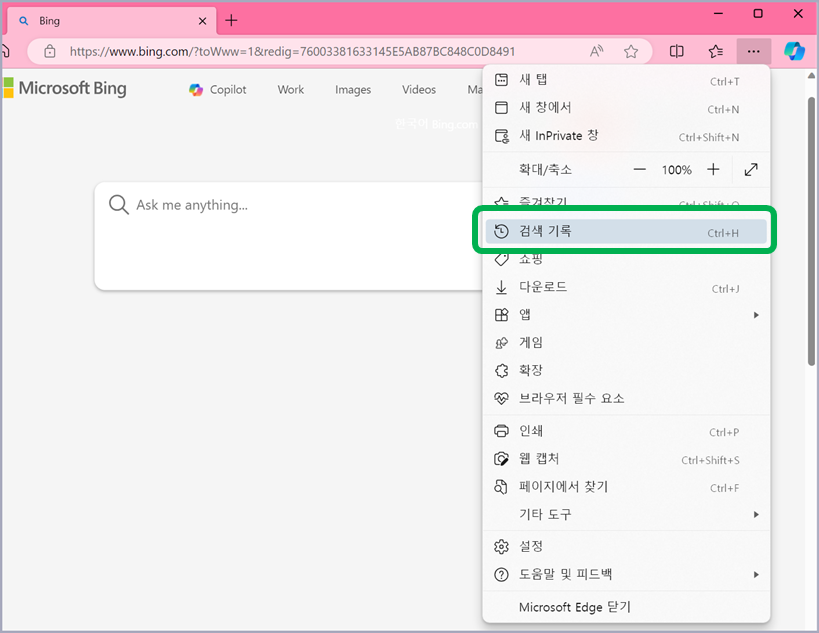 Bing
https://www.bing.com/?toWww=1&redig=76003381633145E5AB87BC848C0D8491
Microsoft Bing
Copilot Work Images Videos Ma
한국어 Bing.com
Ask me anything...
새 탭 Ctrl+T
새 창에서 Ctrl+N
새 InPrivate 창 Ctrl+Shift+N
확대/축소 — 100% +
즐겨찾기 Ctrl+Shift+O
검색 기록 Ctrl+H
쇼핑
다운로드 Ctrl+J
앱
게임
확장
브라우저 필수 요소
인쇄 Ctrl+P
웹 캡처 Ctrl+Shift+S
페이지에서 찾기 Ctrl+F
기타 도구
설정
도움말 및 피드백
Microsoft Edge 닫기